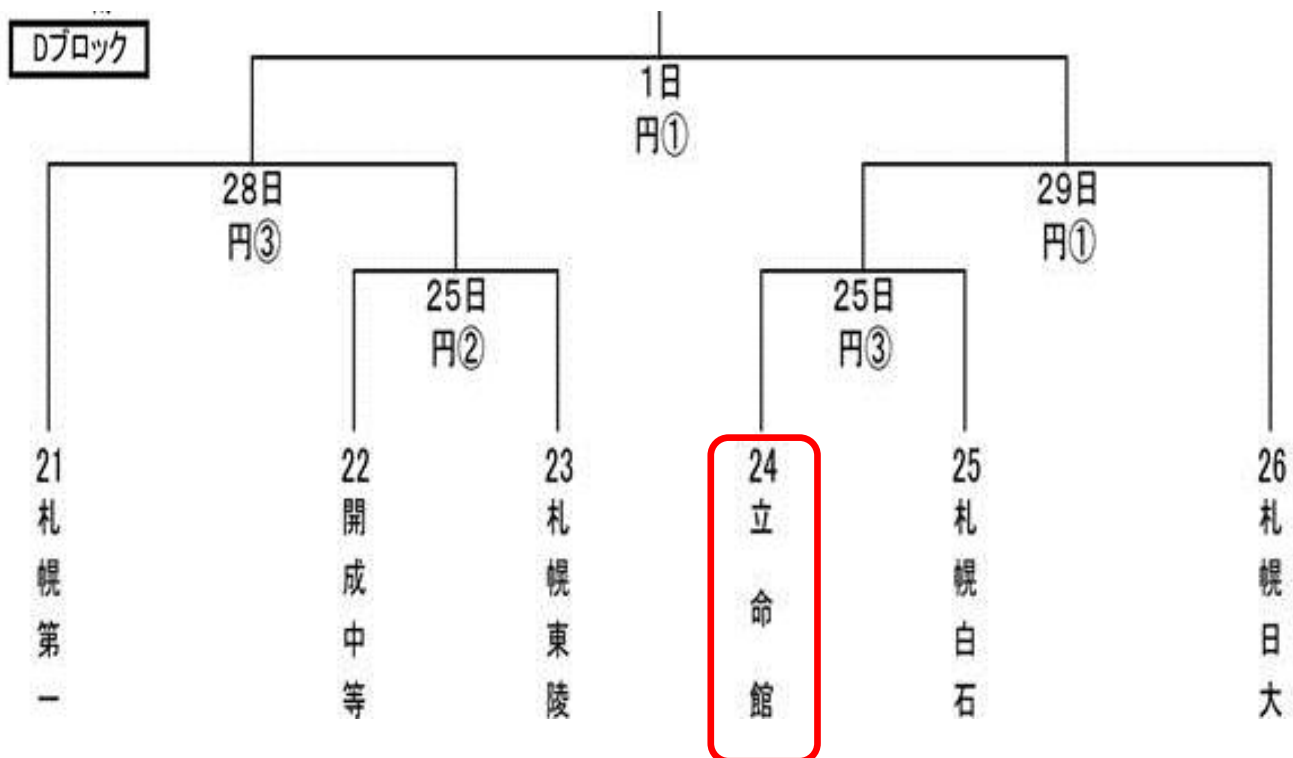 Dブロック
1日
円①
28日
円③
29日
円①
25日
円②
25日
円③
21
札幌第一
22
開成中等
23
札幌東陵
24
立命館
25
札幌白石
26
札幌日大